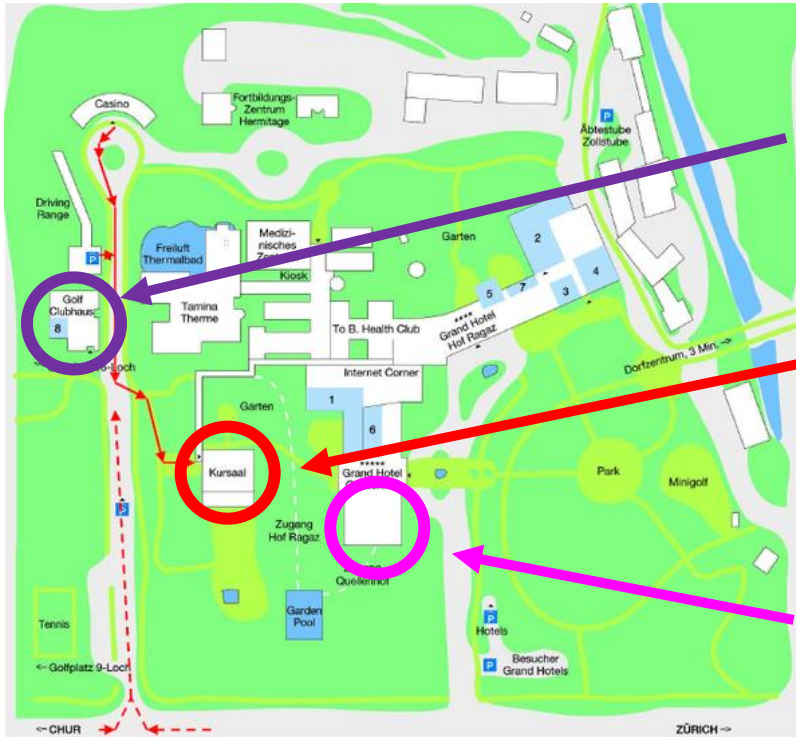 Casino
Fortbildungs-
Zentrum
Hermitage
P
Äbtestube
Zollstube
Driving
Range
P
Freiluft
Thermalbad
Medizi-
nisches
Kiosk
Garten
2
5
7
3
4
Golf
Clubhaus
8
Tamina
Therme
To B. Health Club
****
Grand Hotel
Hof Ragaz
Dorfzentrum, 3 Min. →
Internet Corner
Garten
1
6
Kursaal
*****
Grand Hotel
Park
Minigolf
P
Zugang
Hof Ragaz
Quellenhof
Garden
Pool
Tennis
P
Hotels
P
Besucher
Grand Hotels
<- Golfplatz 9-Loch
<- CHUR
ZÜRICH ->